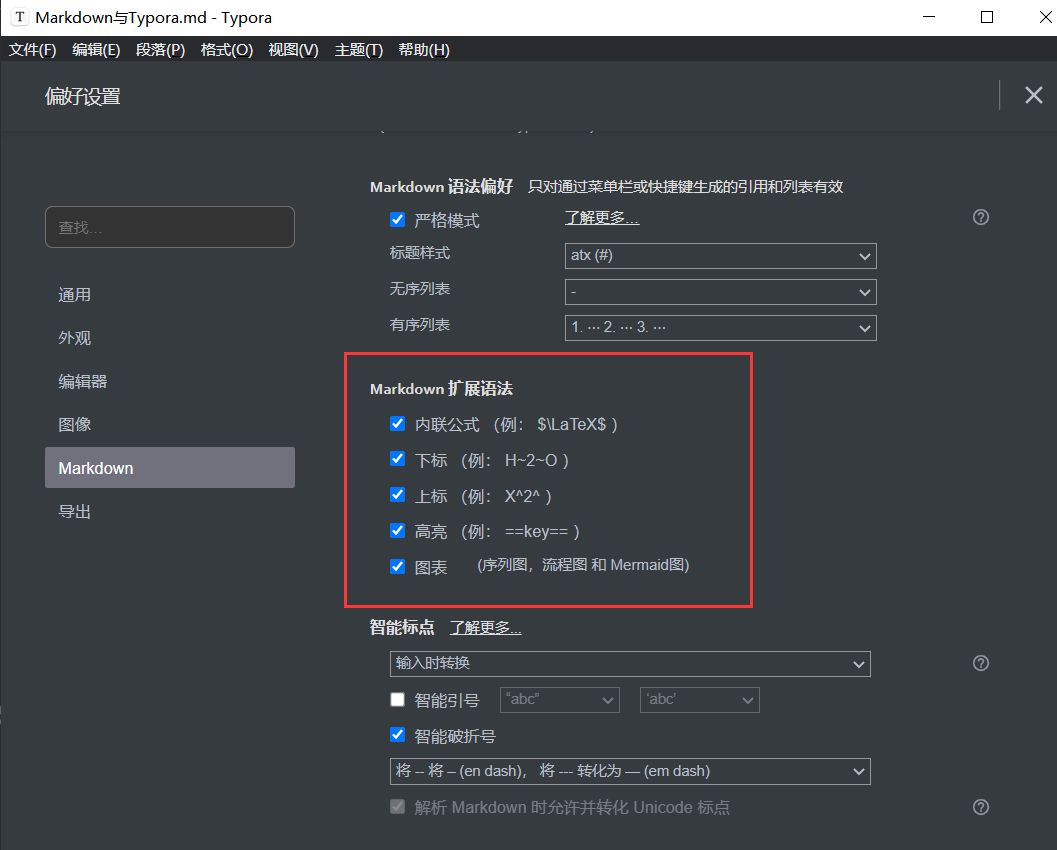 T Markdown与Typora.md - Typora
文件(F) 编辑(E) 段落(P) 格式(O) 视图(V) 主题(T) 帮助(H)
偏好设置
查找...
通用
外观
编辑器
图像
Markdown
导出
Markdown 语法偏好 只对通过菜单栏或快捷键生成的引用和列表有效
严格模式 了解更多...
标题样式 atx (#)
无序列表 -
有序列表 1. ··· 2. ··· 3. ···
Markdown 扩展语法
内联公式 (例： $\LaTeX$ )
下标 (例： H~2~O )
上标 (例： X^2^ )
高亮 (例： ==key== )
图表 (序列图，流程图 和 Mermaid图)
智能标点 了解更多...
输入时转换
智能引号 “abc” ‘abc’
智能破折号
将 -- 将 – (en dash)， 将 --- 转化为 — (em dash)
解析 Markdown 时允许并转化 Unicode 标点